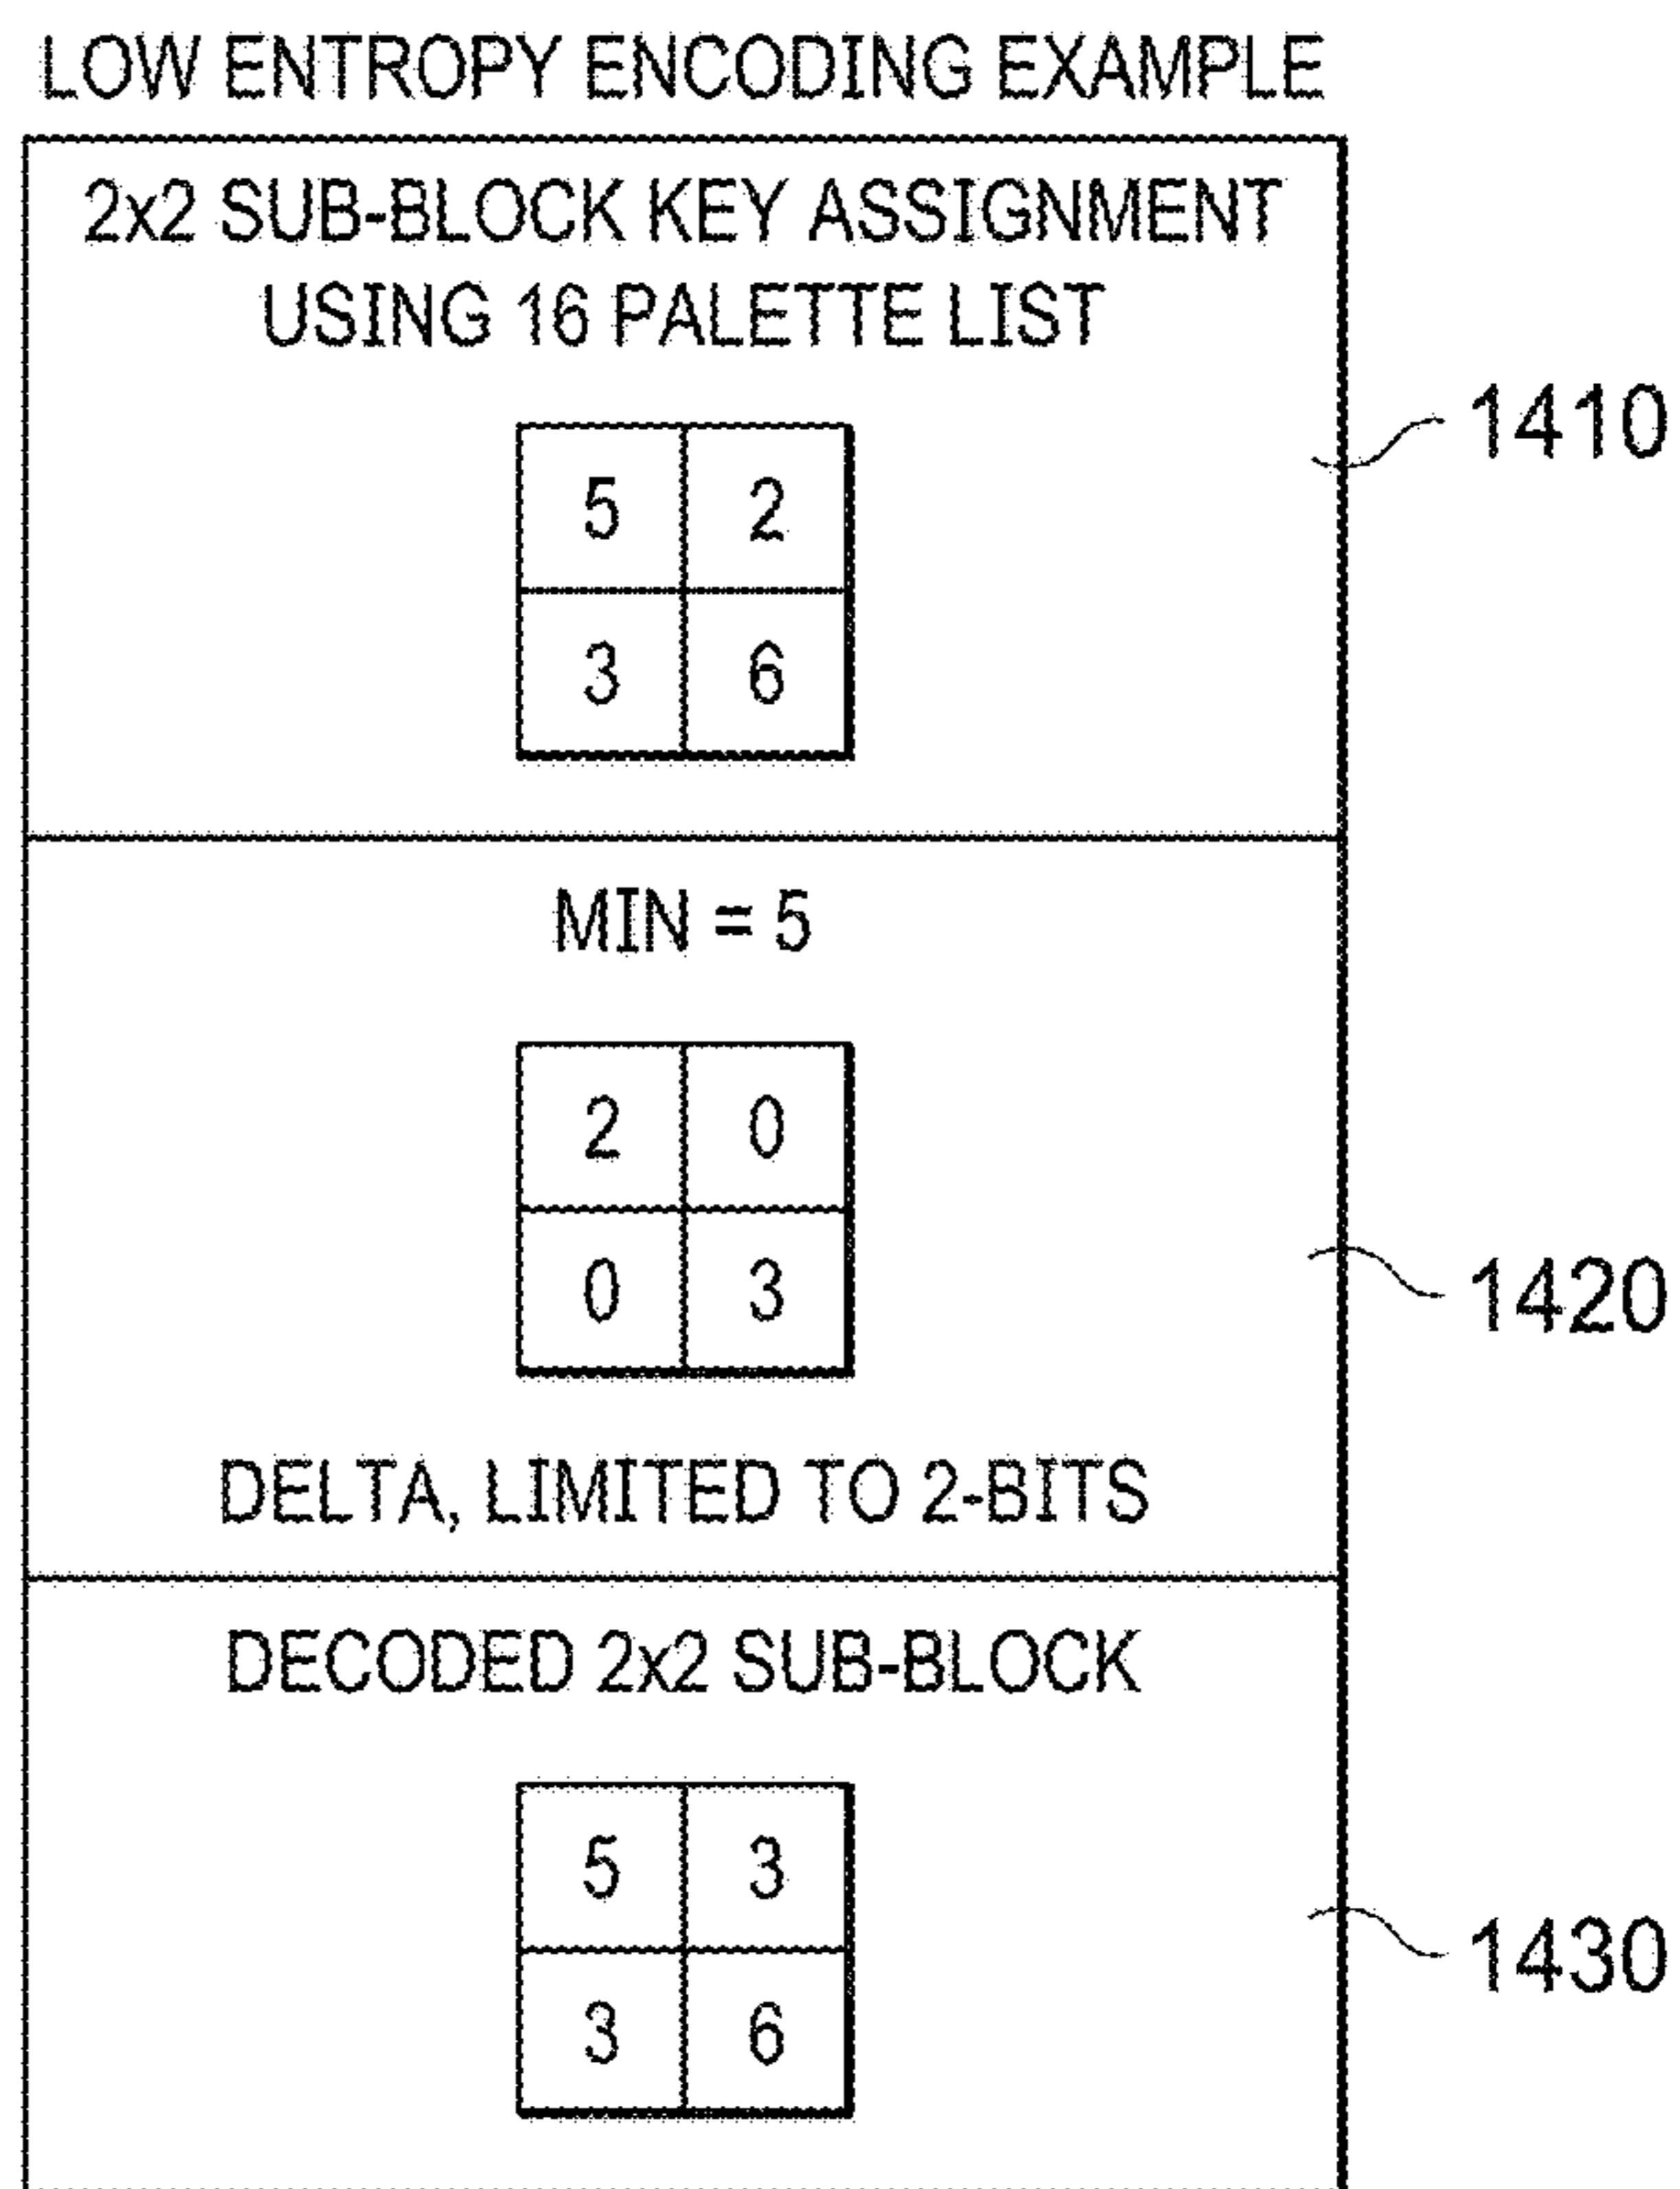 LOW ENTROPY ENCODING EXAMPLE
2x2 SUB-BLOCK KEY ASSIGNMENT
USING 16 PALETTE LIST
1410
5 2
3 6
MIN = 5
2 0
0 3
1420
DELTA, LIMITED TO 2-BITS
DECODED 2x2 SUB-BLOCK
5 3
1430
3 6